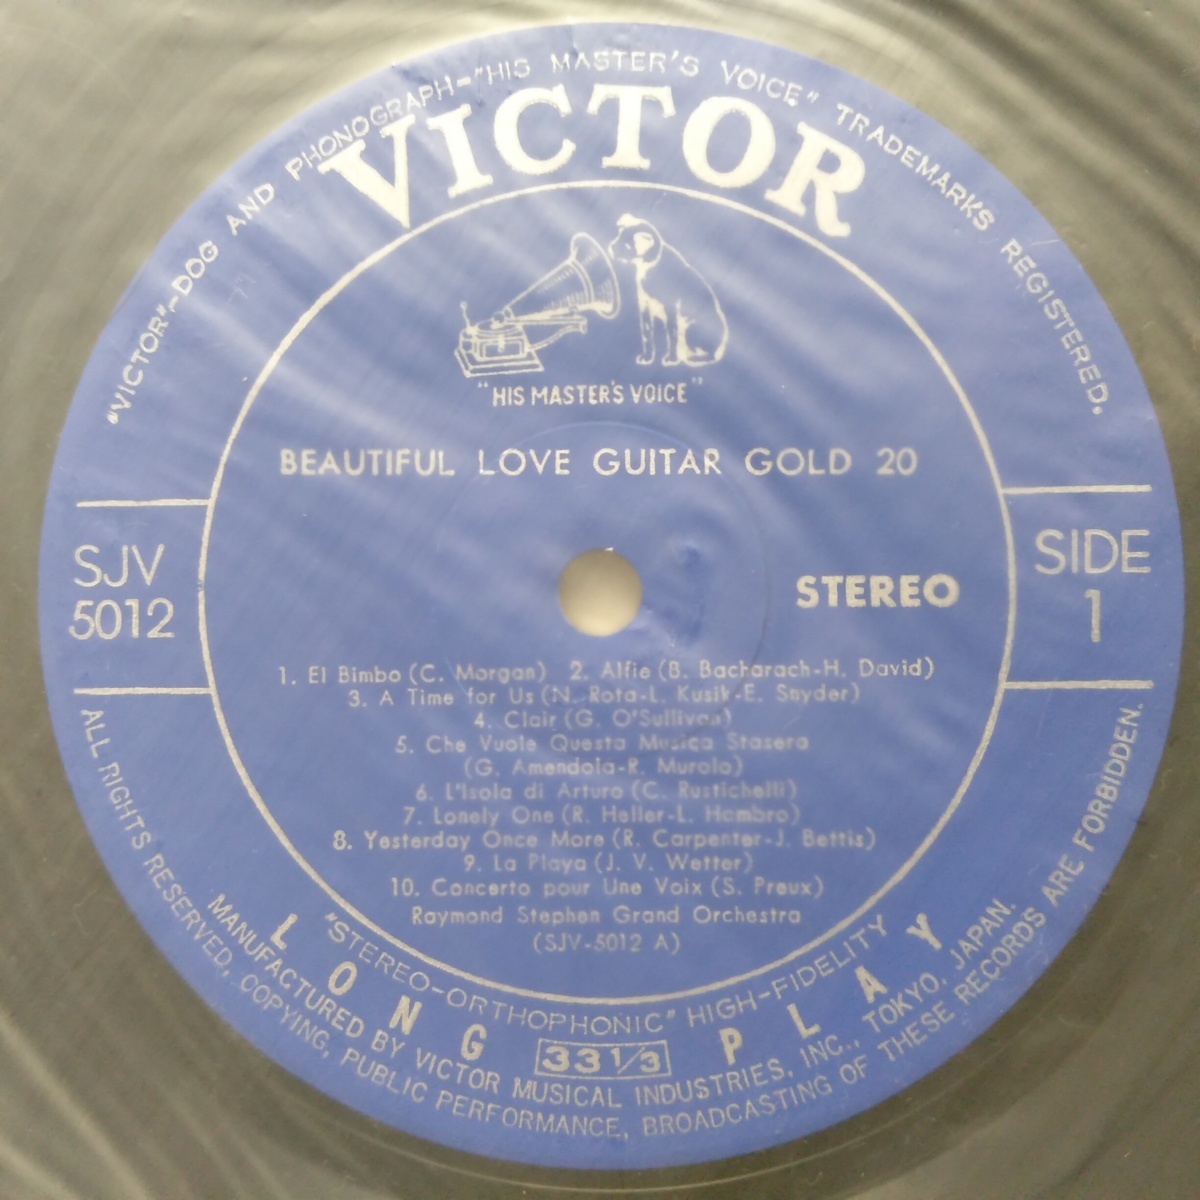 "VICTOR"-DOG AND PHONOGRAPH-"HIS MASTER'S VOICE" TRADEMARKS REGISTERED.
VICTOR
"HIS MASTER'S VOICE"
BEAUTIFUL LOVE GUITAR GOLD 20
SJV
5012
STEREO
SIDE
1
1. El Bimbo (C. Morgan) 2. Alfie (B. Bacharach-H. David)
3. A Time for Us (N. Rota-L. Kusik-E. Snyder)
4. Clair (G. O'Sullivan)
5. Che Vuole Questa Musica Stasera
(G. Amendola-R. Murolo)
6. L'Isola di Arturo (C. Rustichelli)
7. Lonely One (R. Heller-L. Hambro)
8. Yesterday Once More (R. Carpenter-J. Bettis)
9. La Playa (J. V. Wetter)
10. Concerto pour Une Voix (S. Preux)
Raymond Stephen Grand Orchestra
(SJV-5012 A)
"STEREO-ORTHOPHONIC" HIGH-FIDELITY
LONG 33 1/3 PLAY
MANUFACTURED BY VICTOR MUSICAL INDUSTRIES, INC., TOKYO, JAPAN.
ALL RIGHTS RESERVED, COPYING, PUBLIC PERFORMANCE, BROADCASTING OF THESE RECORDS ARE FORBIDDEN.